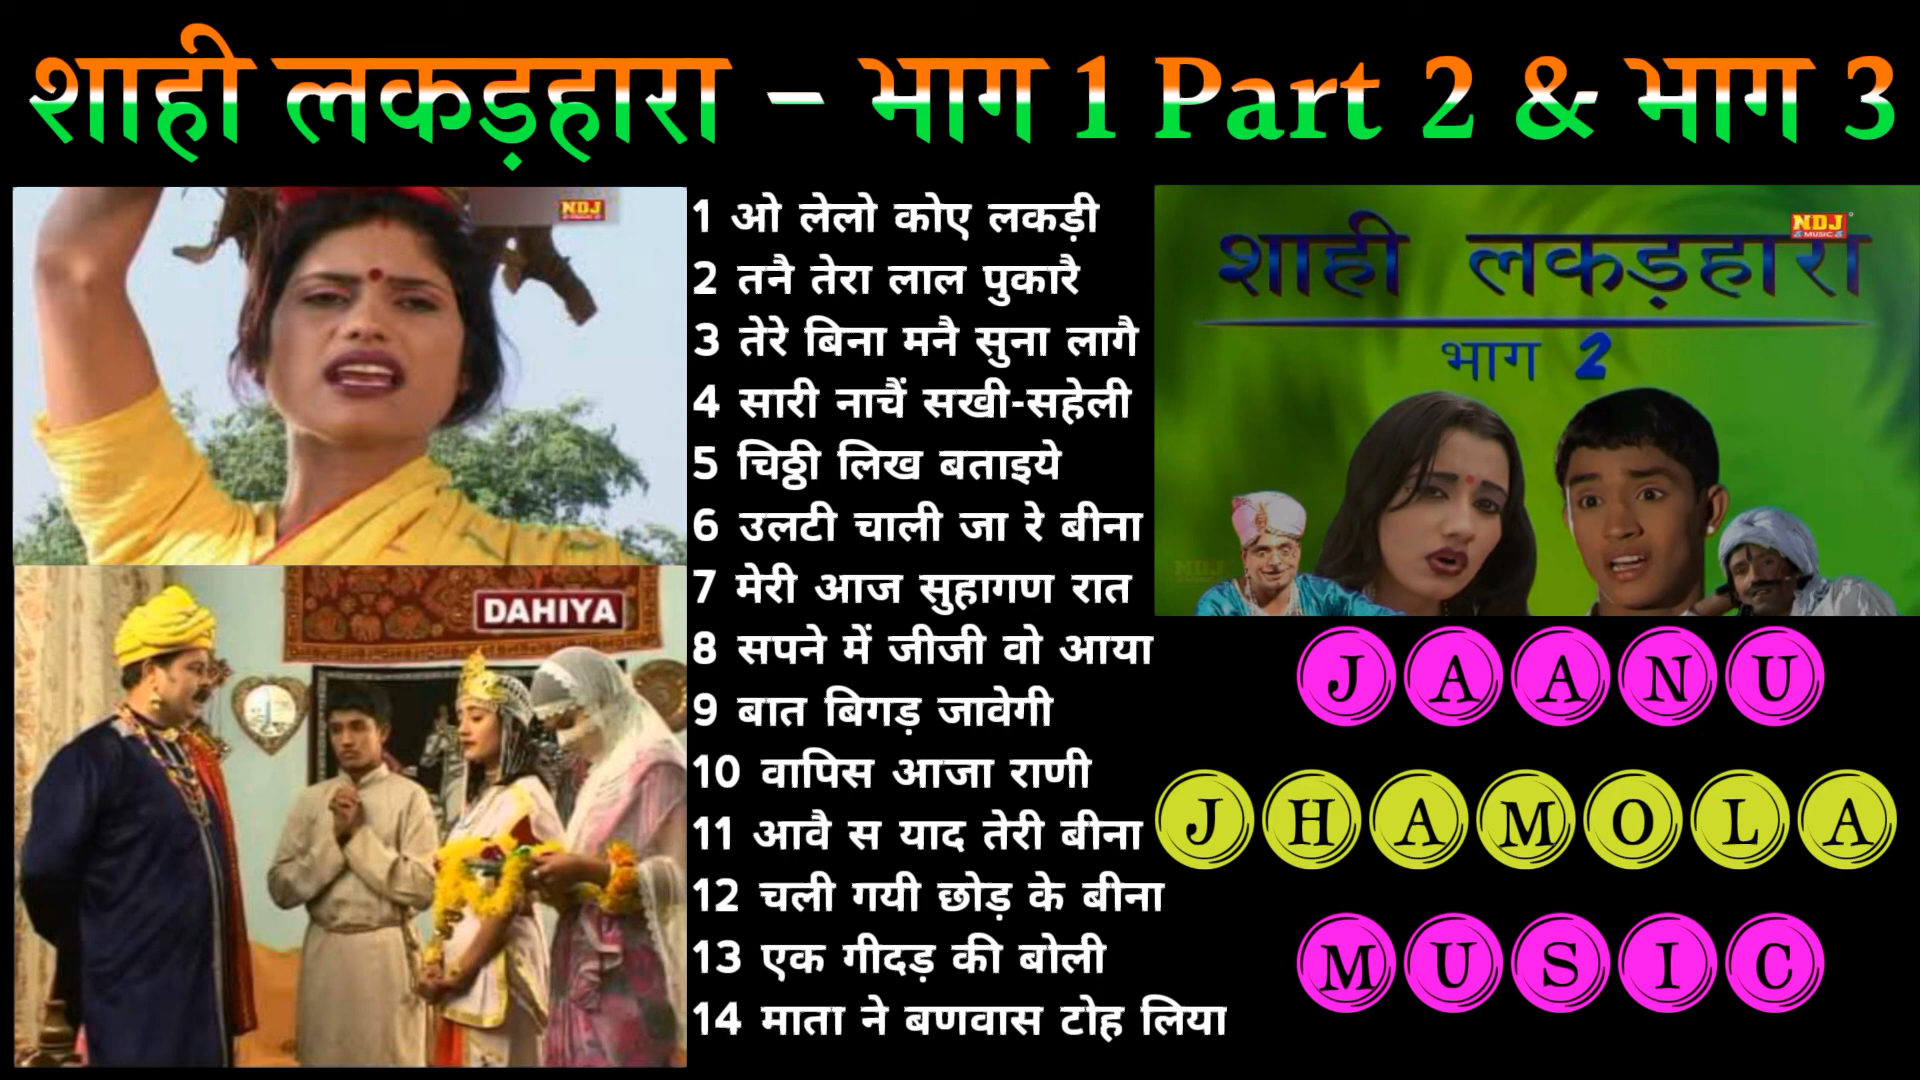 शाही लकड़हारा – भाग 1 Part 2 & भाग 3
NDJ
DAHIYA
1 ओ लेलो कोए लकड़ी
2 तनै तेरा लाल पुकारै
3 तेरे बिना मनै सुना लागै
4 सारी नाचैं सखी-सहेली
5 चिठ्ठी लिख बताइये
6 उलटी चाली जा रे बीना
7 मेरी आज सुहागण रात
8 सपने में जीजी वो आया
9 बात बिगड़ जावेगी
10 वापिस आजा राणी
11 आवै स याद तेरी बीना
12 चली गयी छोड़ के बीना
13 एक गीदड़ की बोली
14 माता ने बणवास टोह लिया
NDJ
MUSIC
शाही लकड़हारा
भाग 2
NDJ
JAANU
JHAMOLA
MUSIC